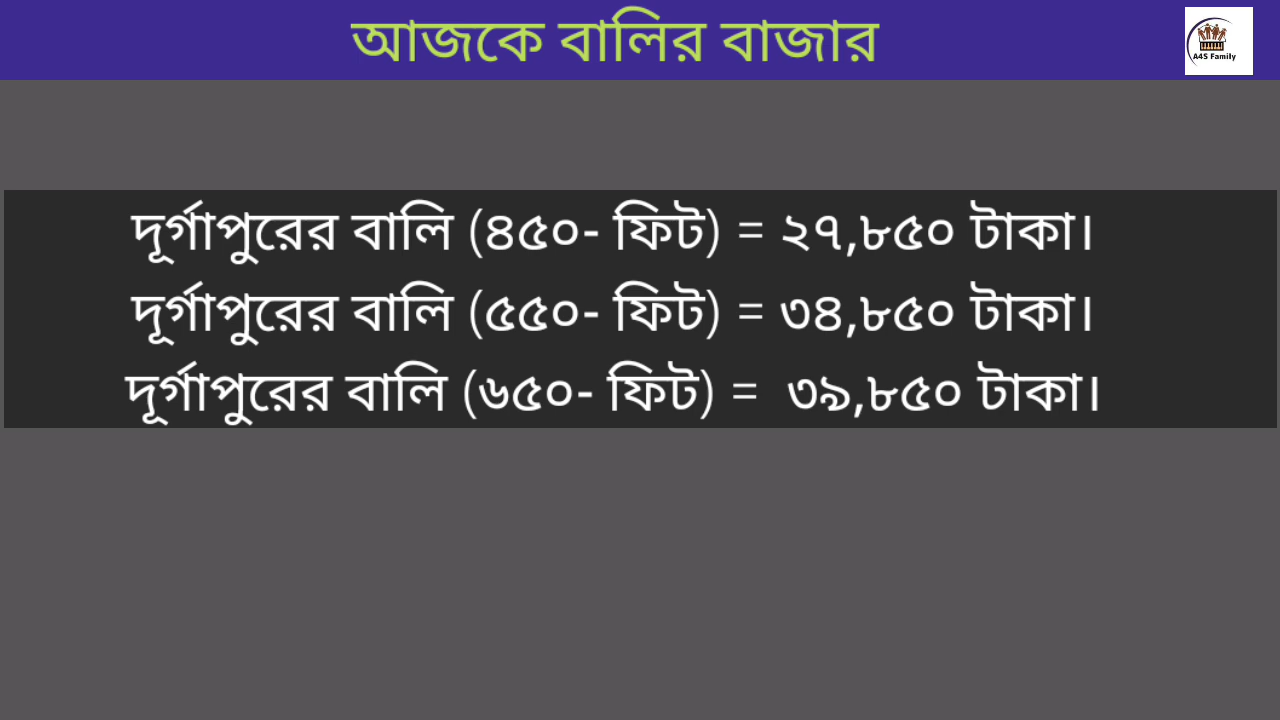 আজকে বালির বাজার
A4S Family
দূর্গাপুরের বালি (৪৫০- ফিট) = ২৭,৮৫০ টাকা।
দূর্গাপুরের বালি (৫৫০- ফিট) = ৩৪,৮৫০ টাকা।
দূর্গাপুরের বালি (৬৫০- ফিট) = ৩৯,৮৫০ টাকা।